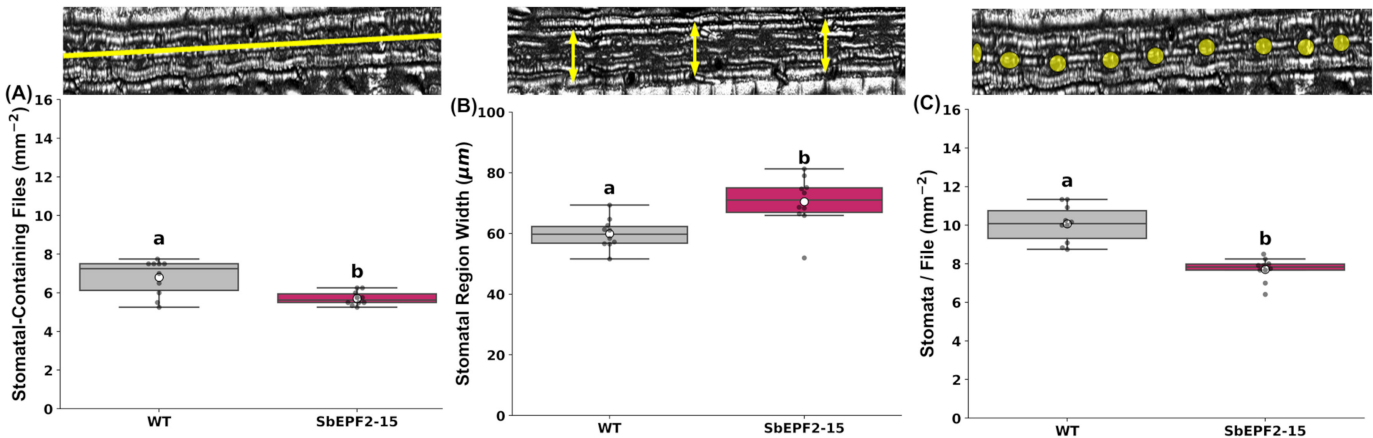 (A)
Stomatal-Containing Files (mm⁻²)
16
14
12
10
8
6
4
2
0
a
b
WT
SbEPF2-15
(B)
Stomatal Region Width (μm)
100
80
60
40
20
0
a
b
WT
SbEPF2-15
(C)
Stomata / File (mm⁻²)
16
14
12
10
8
6
4
2
0
a
b
WT
SbEPF2-15